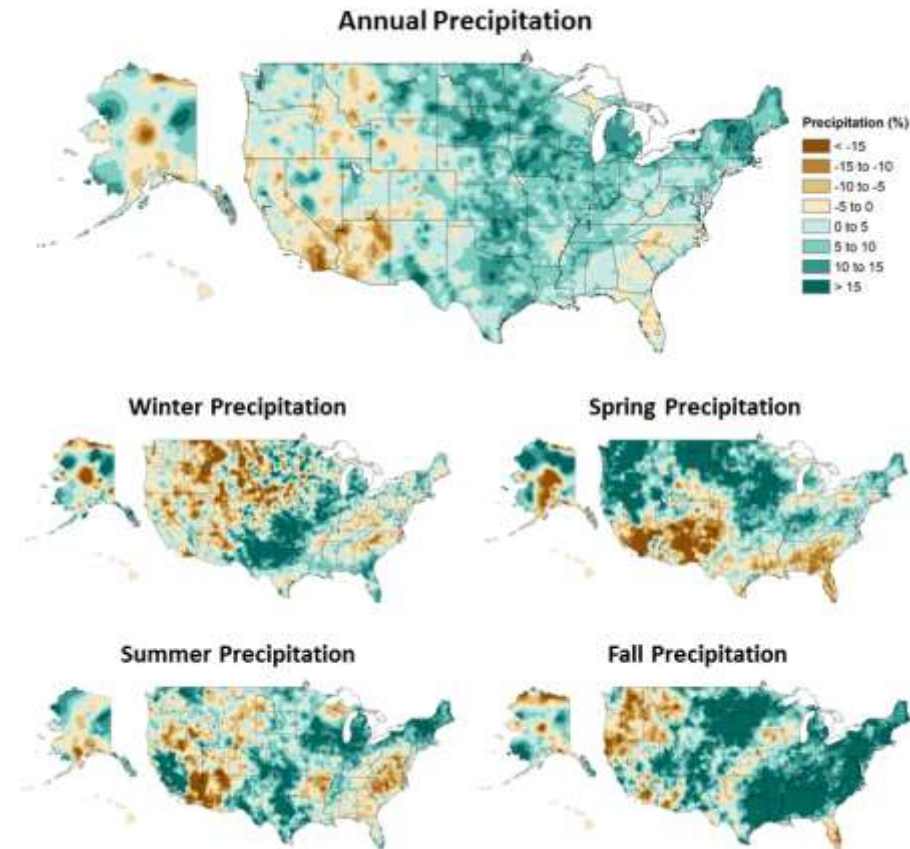 Annual Precipitation
Precipitation (%)
< -15
-15 to -10
-10 to -5
-5 to 0
0 to 5
5 to 10
10 to 15
> 15
Winter Precipitation
Spring Precipitation
Summer Precipitation
Fall Precipitation